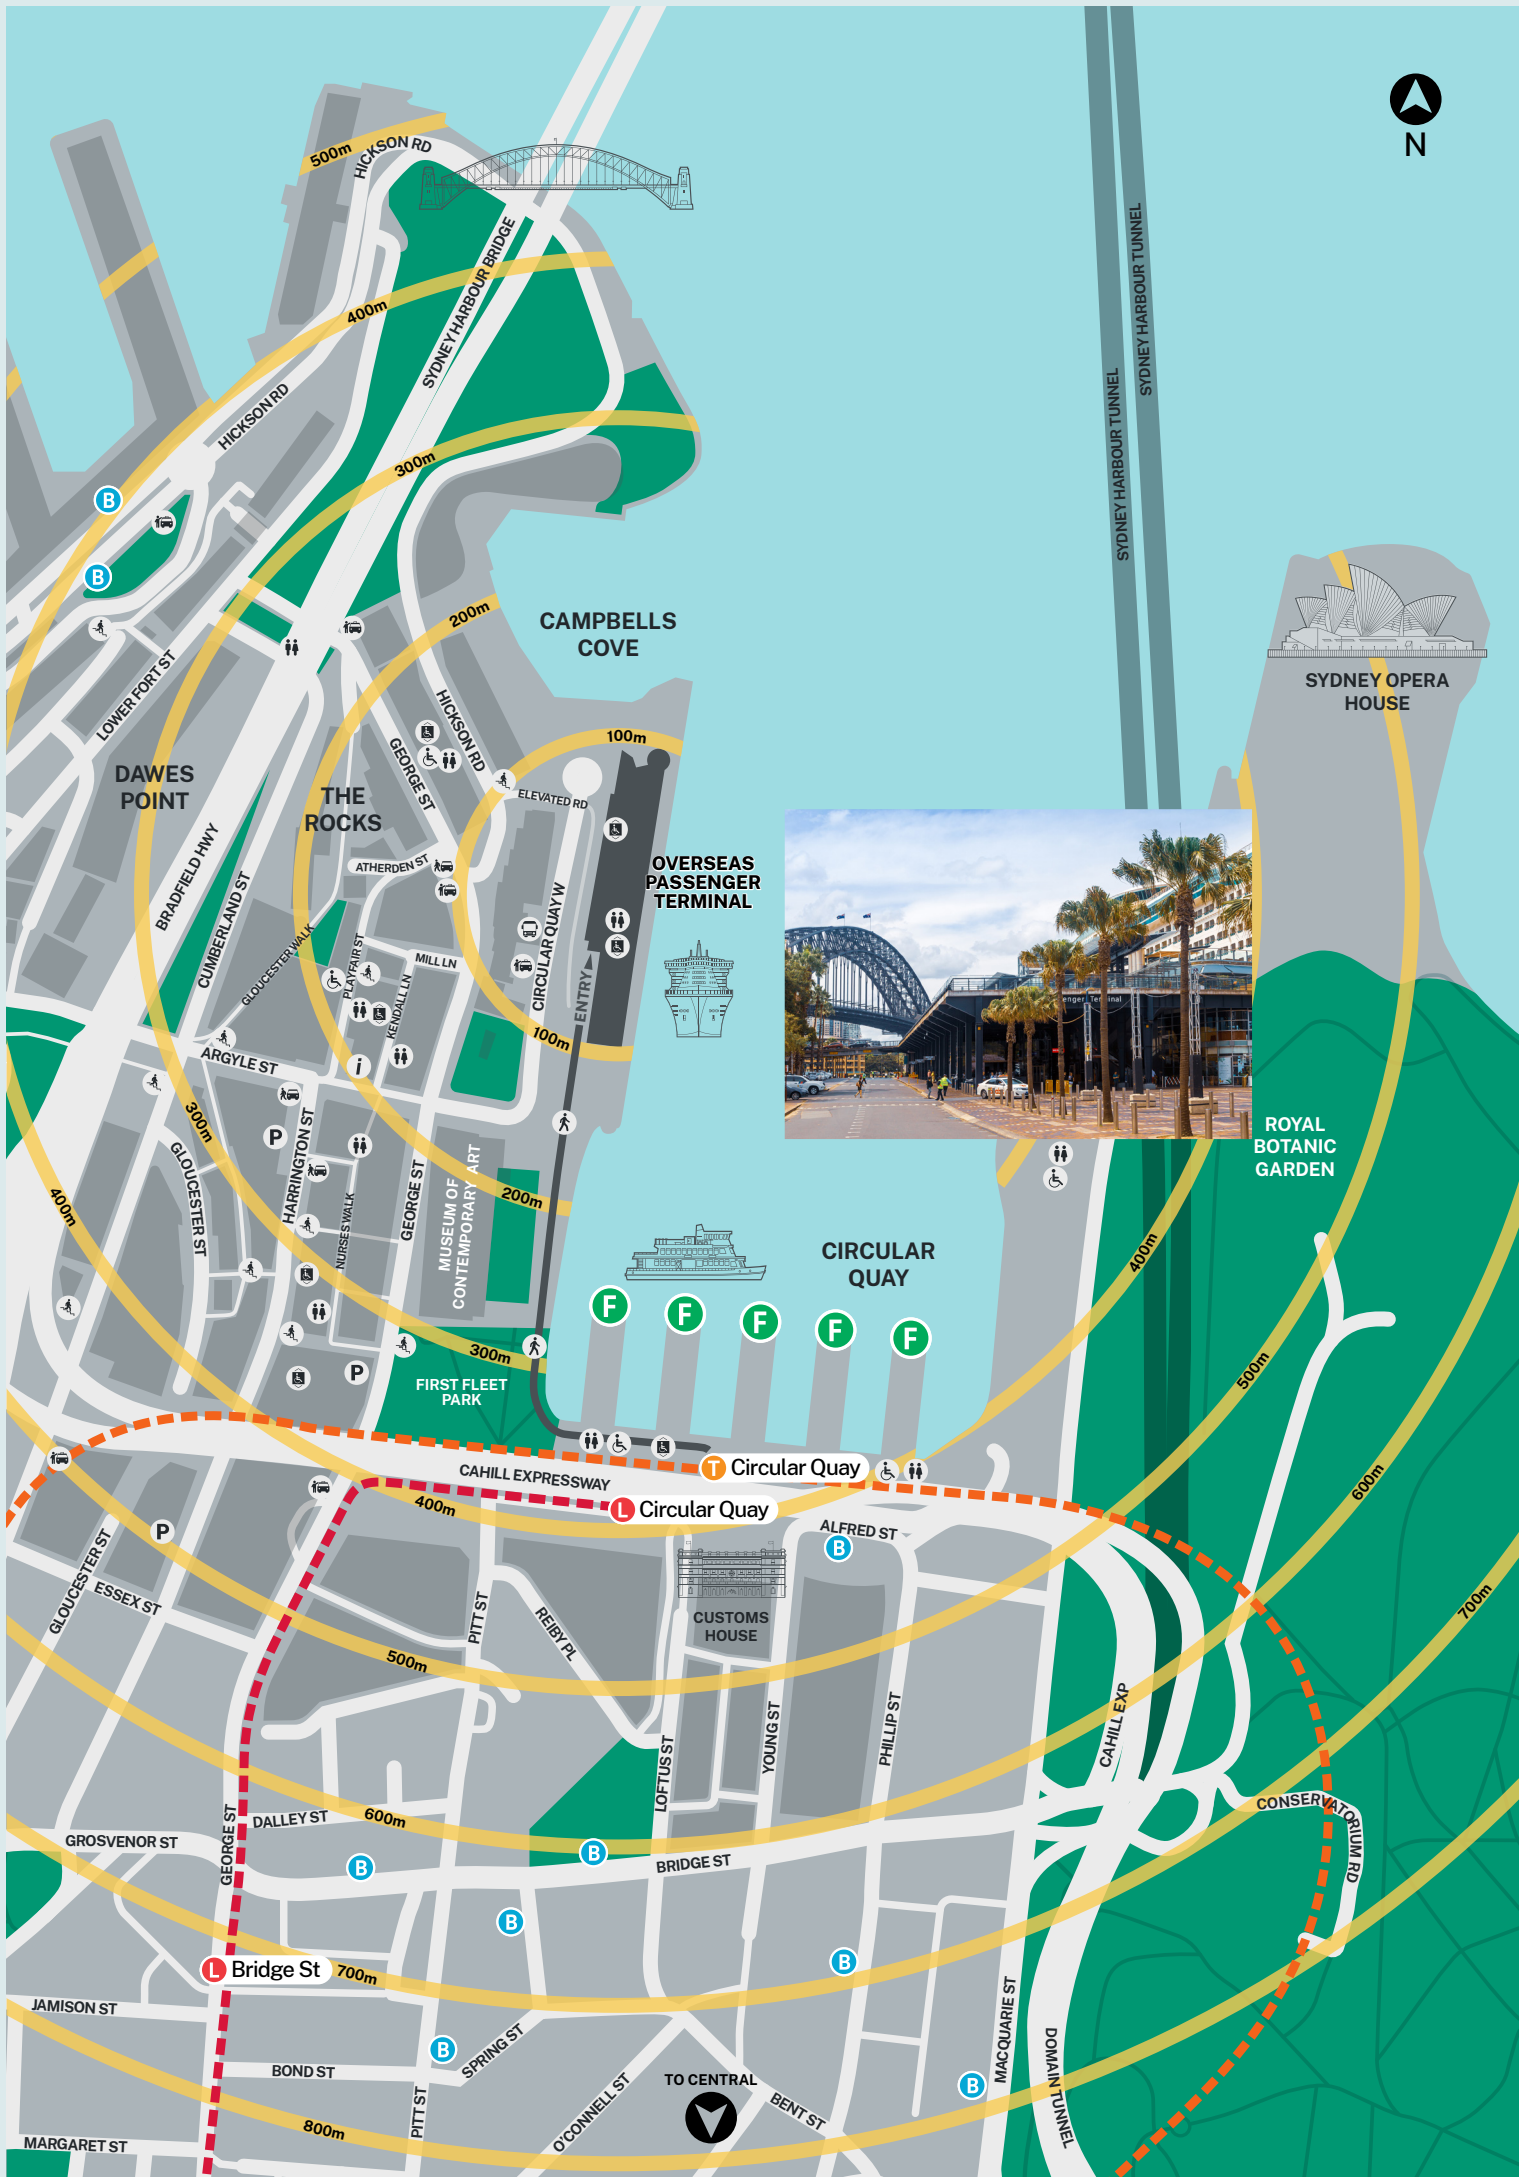 N
500m
HICKSON RD
SYDNEY HARBOUR BRIDGE
SYDNEY HARBOUR TUNNEL
SYDNEY HARBOUR TUNNEL
400m
HICKSON RD
300m
B
B
200m
CAMPBELLS
COVE
LOWER FORT ST
SYDNEY OPERA
HOUSE
HICKSON RD
GEORGE ST
100m
DAWES
POINT
THE
ROCKS
ELEVATED RD
BRADFIELD HWY
CUMBERLAND ST
ATHERDEN ST
OVERSEAS
PASSENGER
TERMINAL
CIRCULAR QUAY W
GLOUCESTER WALK
PLAYFAIR ST
MILL LN
KENDALL LN
ENTRY
100m
ARGYLE ST
i
300m
P
HARRINGTON ST
GLOUCESTER ST
GEORGE ST
NURSES WALK
MUSEUM OF
CONTEMPORARY ART
200m
400m
ROYAL
BOTANIC
GARDEN
CIRCULAR
QUAY
400m
F
F
F
F
F
300m
P
FIRST FLEET
PARK
500m
600m
T Circular Quay
CAHILL EXPRESSWAY
400m
L Circular Quay
ALFRED ST
B
P
GLOUCESTER ST
ESSEX ST
PITT ST
REIBY PL
CUSTOMS
HOUSE
700m
500m
LOFTUS ST
YOUNG ST
PHILLIP ST
CAHILL EXP
CONSERVATORIUM RD
GEORGE ST
DALLEY ST
600m
GROSVENOR ST
B
B
BRIDGE ST
B
B
L Bridge St
700m
JAMISON ST
MACQUARIE ST
DOMAIN TUNNEL
B
SPRING ST
BOND ST
PITT ST
O'CONNELL ST
TO CENTRAL
BENT ST
B
800m
MARGARET ST